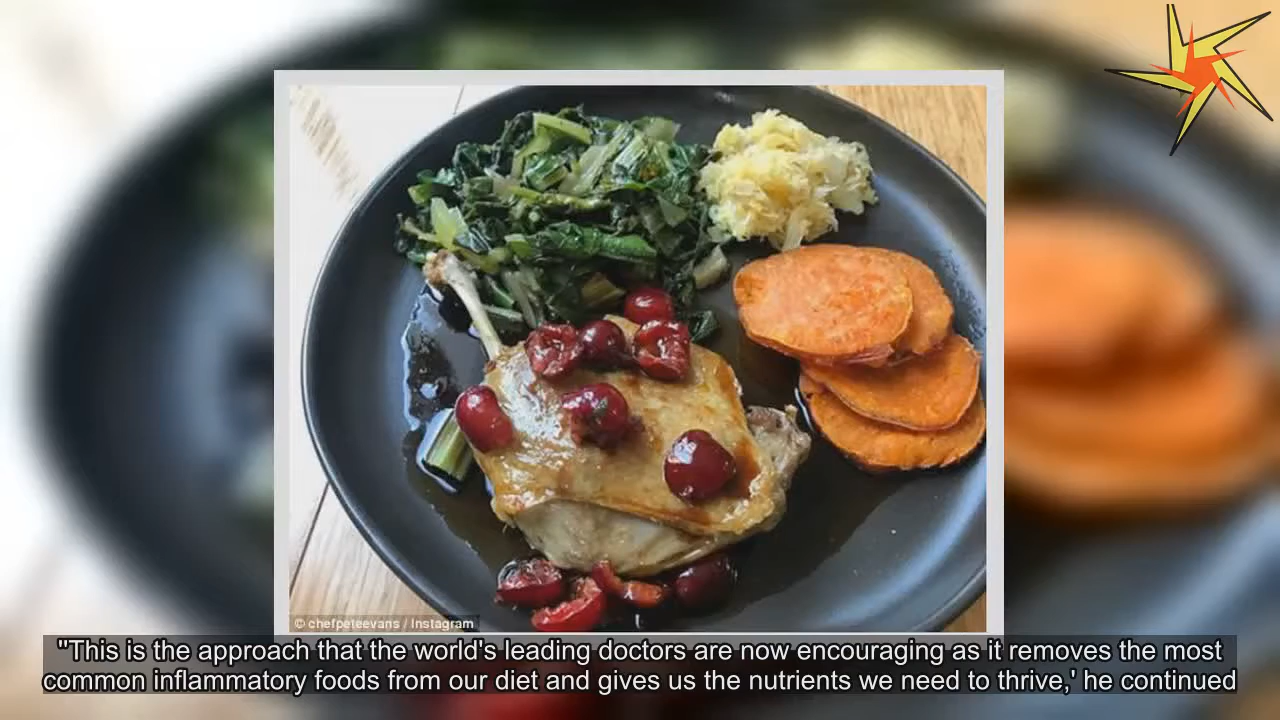 © chefpeteevans / Instagram
"This is the approach that the world's leading doctors are now encouraging as it removes the most
common inflammatory foods from our diet and gives us the nutrients we need to thrive,' he continued